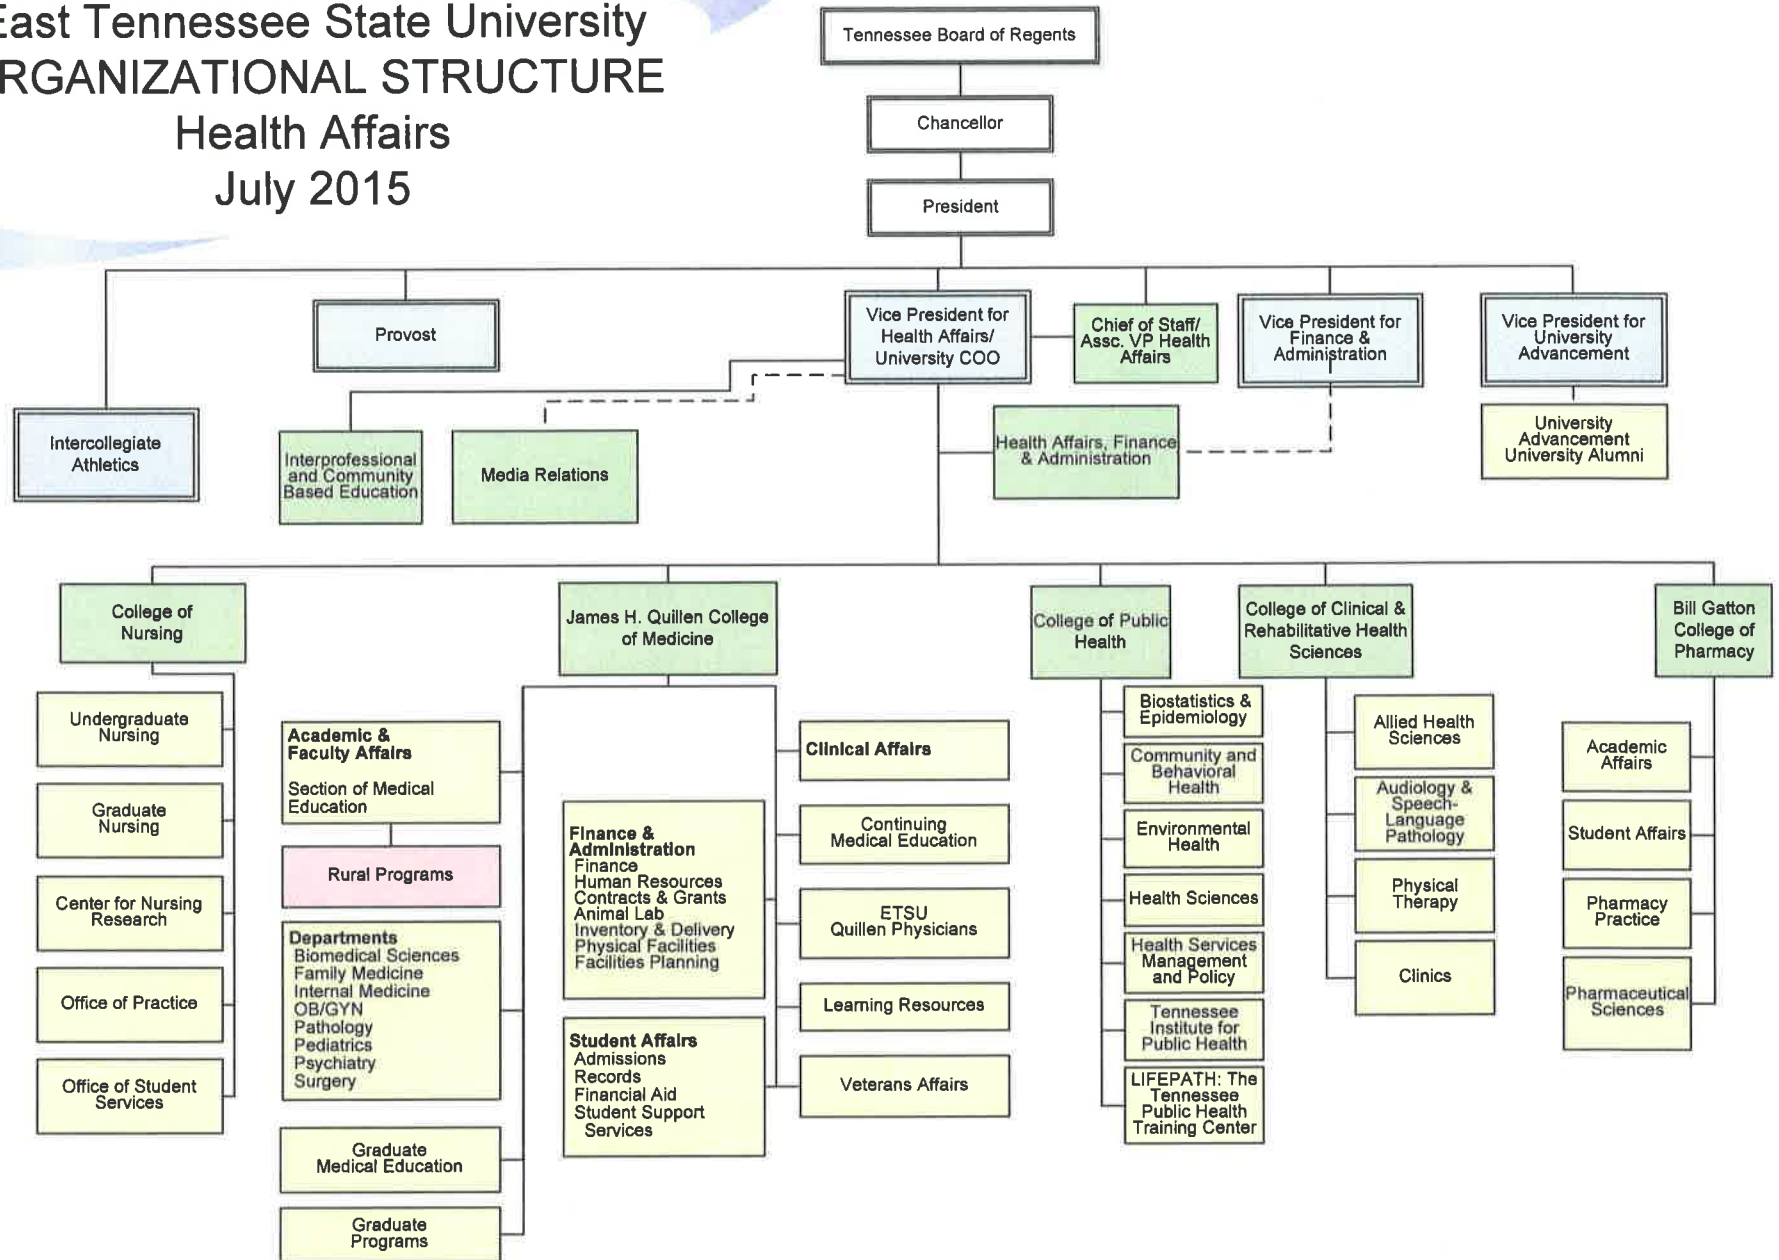 East Tennessee State University
RGANIZATIONAL STRUCTURE
Health Affairs
July 2015
Tennessee Board of Regents
Chancellor
President
Provost
Vice President for
Health Affairs/
University COO
Chief of Staff/
Assc. VP Health
Affairs
Vice President for
Finance &
Administration
Vice President for
University
Advancement
Intercollegiate
Athletics
Interprofessional
and Community
Based Education
Media Relations
Health Affairs, Finance
& Administration
University
Advancement
University Alumni
College of
Nursing
James H. Quillen College
of Medicine
College of Public
Health
College of Clinical &
Rehabilitative Health
Sciences
Bill Gatton
College of
Pharmacy
Undergraduate
Nursing
Graduate
Nursing
Center for Nursing
Research
Office of Practice
Office of Student
Services
Academic &
Faculty Affairs
Section of Medical
Education
Rural Programs
Departments
Biomedical Sciences
Family Medicine
Internal Medicine
OB/GYN
Pathology
Pediatrics
Psychiatry
Surgery
Graduate
Medical Education
Graduate
Programs
Finance &
Administration
Finance
Human Resources
Contracts & Grants
Animal Lab
Inventory & Delivery
Physical Facilities
Facilities Planning
Student Affairs
Admissions
Records
Financial Aid
Student Support
Services
Clinical Affairs
Continuing
Medical Education
ETSU
Quillen Physicians
Learning Resources
Veterans Affairs
Biostatistics &
Epidemiology
Community and
Behavioral
Health
Environmental
Health
Health Sciences
Health Services
Management
and Policy
Tennessee
Institute for
Public Health
LIFEPATH: The
Tennessee
Public Health
Training Center
Allied Health
Sciences
Audiology &
Speech-
Language
Pathology
Physical
Therapy
Clinics
Academic
Affairs
Student Affairs
Pharmacy
Practice
Pharmaceutical
Sciences